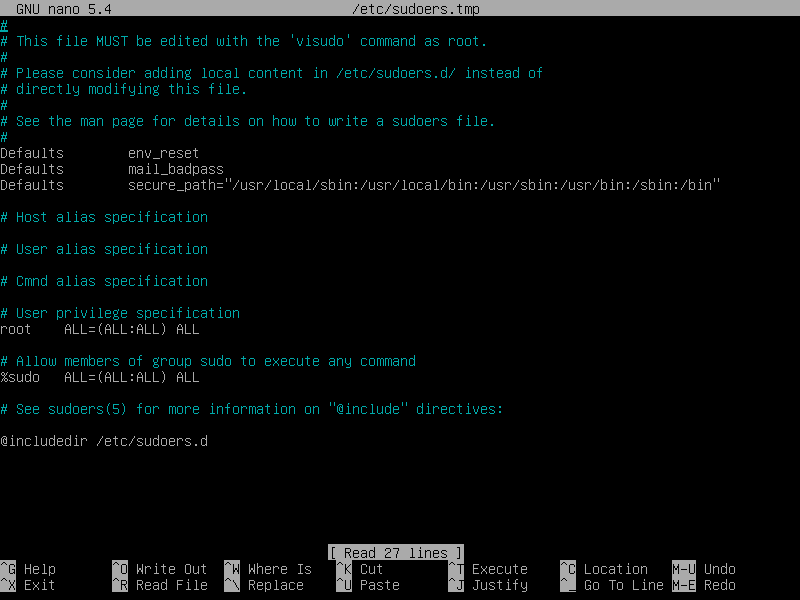 GNU nano 5.4 /etc/sudoers.tmp
#
# This file MUST be edited with the 'visudo' command as root.
#
# Please consider adding local content in /etc/sudoers.d/ instead of
# directly modifying this file.
#
# See the man page for details on how to write a sudoers file.
#
Defaults env_reset
Defaults mail_badpass
Defaults secure_path="/usr/local/sbin:/usr/local/bin:/usr/sbin:/usr/bin:/sbin:/bin"
# Host alias specification
# User alias specification
# Cmnd alias specification
# User privilege specification
root ALL=(ALL:ALL) ALL
# Allow members of group sudo to execute any command
%sudo ALL=(ALL:ALL) ALL
# See sudoers(5) for more information on "@include" directives:
@includedir /etc/sudoers.d
[ Read 27 lines ]
^G Help ^O Write Out ^W Where Is ^K Cut ^T Execute ^C Location M-U Undo
^X Exit ^R Read File ^\ Replace ^U Paste ^J Justify ^_ Go To Line M-E Redo